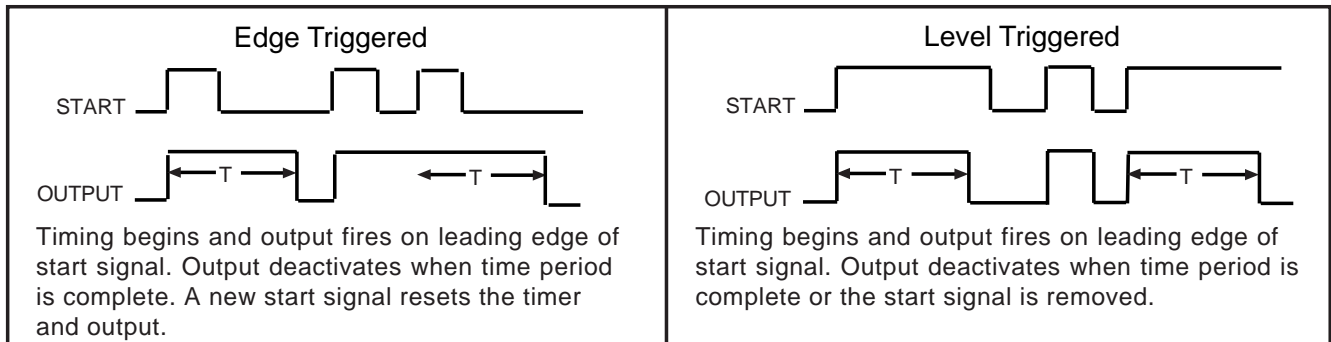 Edge Triggered
START
T
T
OUTPUT
Timing begins and output fires on leading edge of
start signal. Output deactivates when time period
is complete. A new start signal resets the timer
and output.
Level Triggered
START
T
T
OUTPUT
Timing begins and output fires on leading edge of
start signal. Output deactivates when time period is
complete or the start signal is removed.